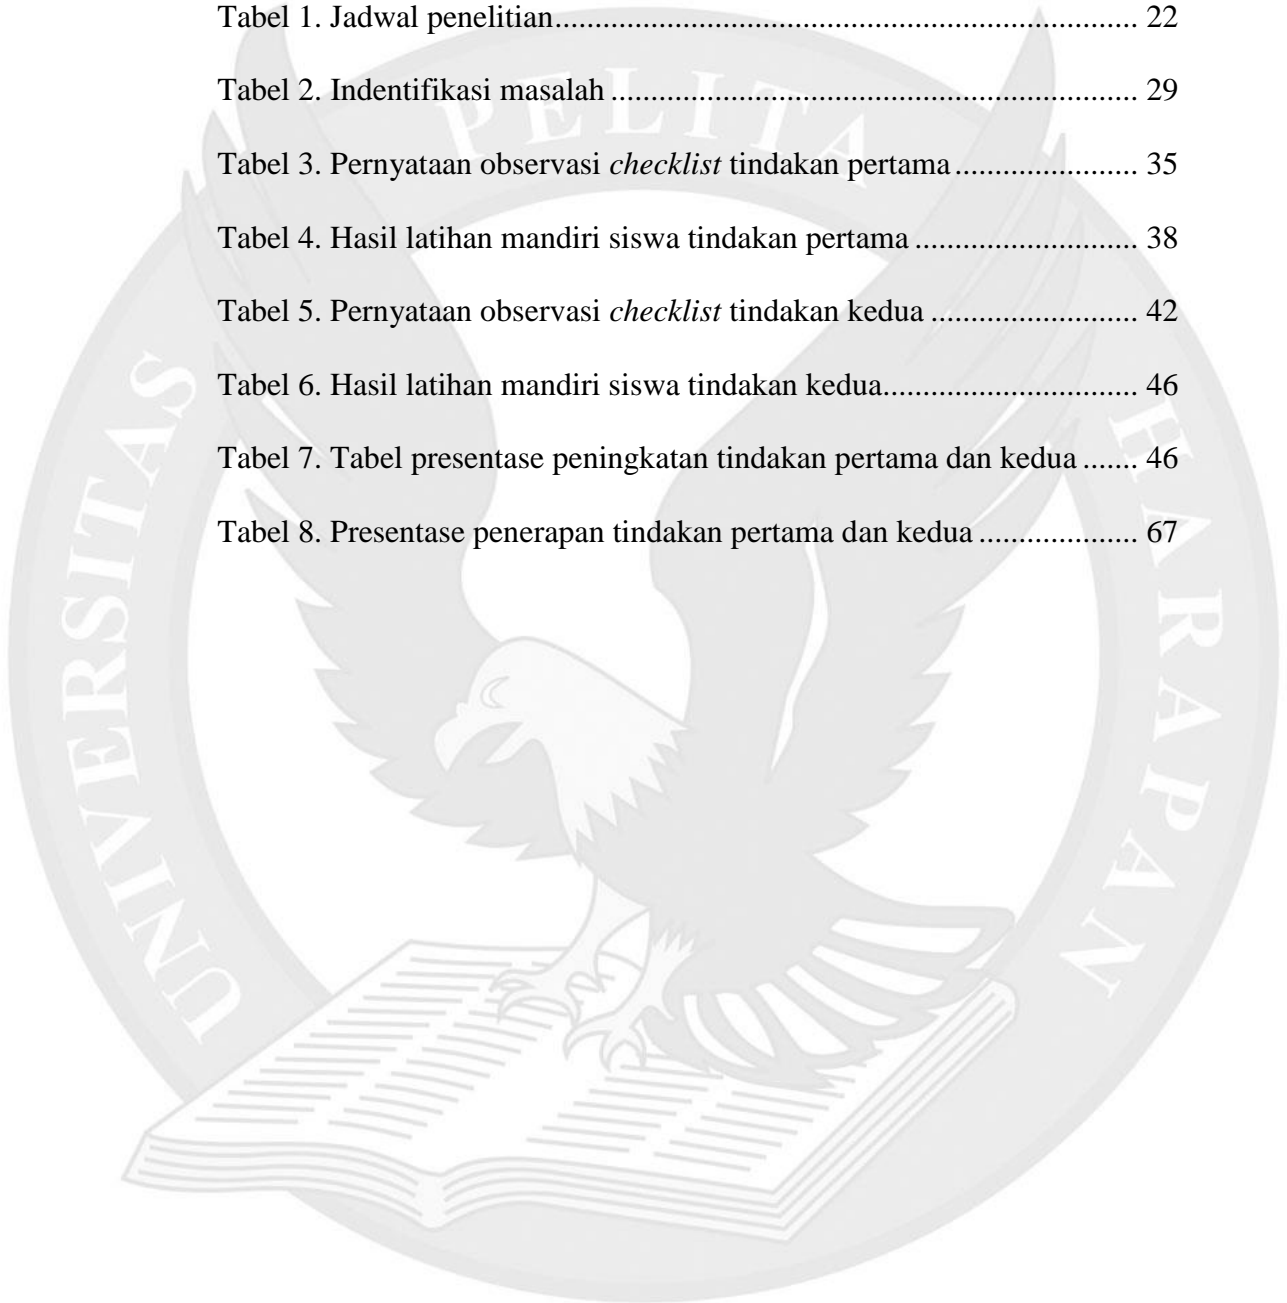 Tabel 1. Jadwal penelitian......................................................................... 22
Tabel 2. Indentifikasi masalah .................................................................. 29
Tabel 3. Pernyataan observasi checklist tindakan pertama ....................... 35
Tabel 4. Hasil latihan mandiri siswa tindakan pertama ............................ 38
Tabel 5. Pernyataan observasi checklist tindakan kedua .......................... 42
Tabel 6. Hasil latihan mandiri siswa tindakan kedua................................ 46
Tabel 7. Tabel presentase peningkatan tindakan pertama dan kedua ....... 46
Tabel 8. Presentase penerapan tindakan pertama dan kedua .................... 67
UNIVERSITAS
PELITA
HARAPAN